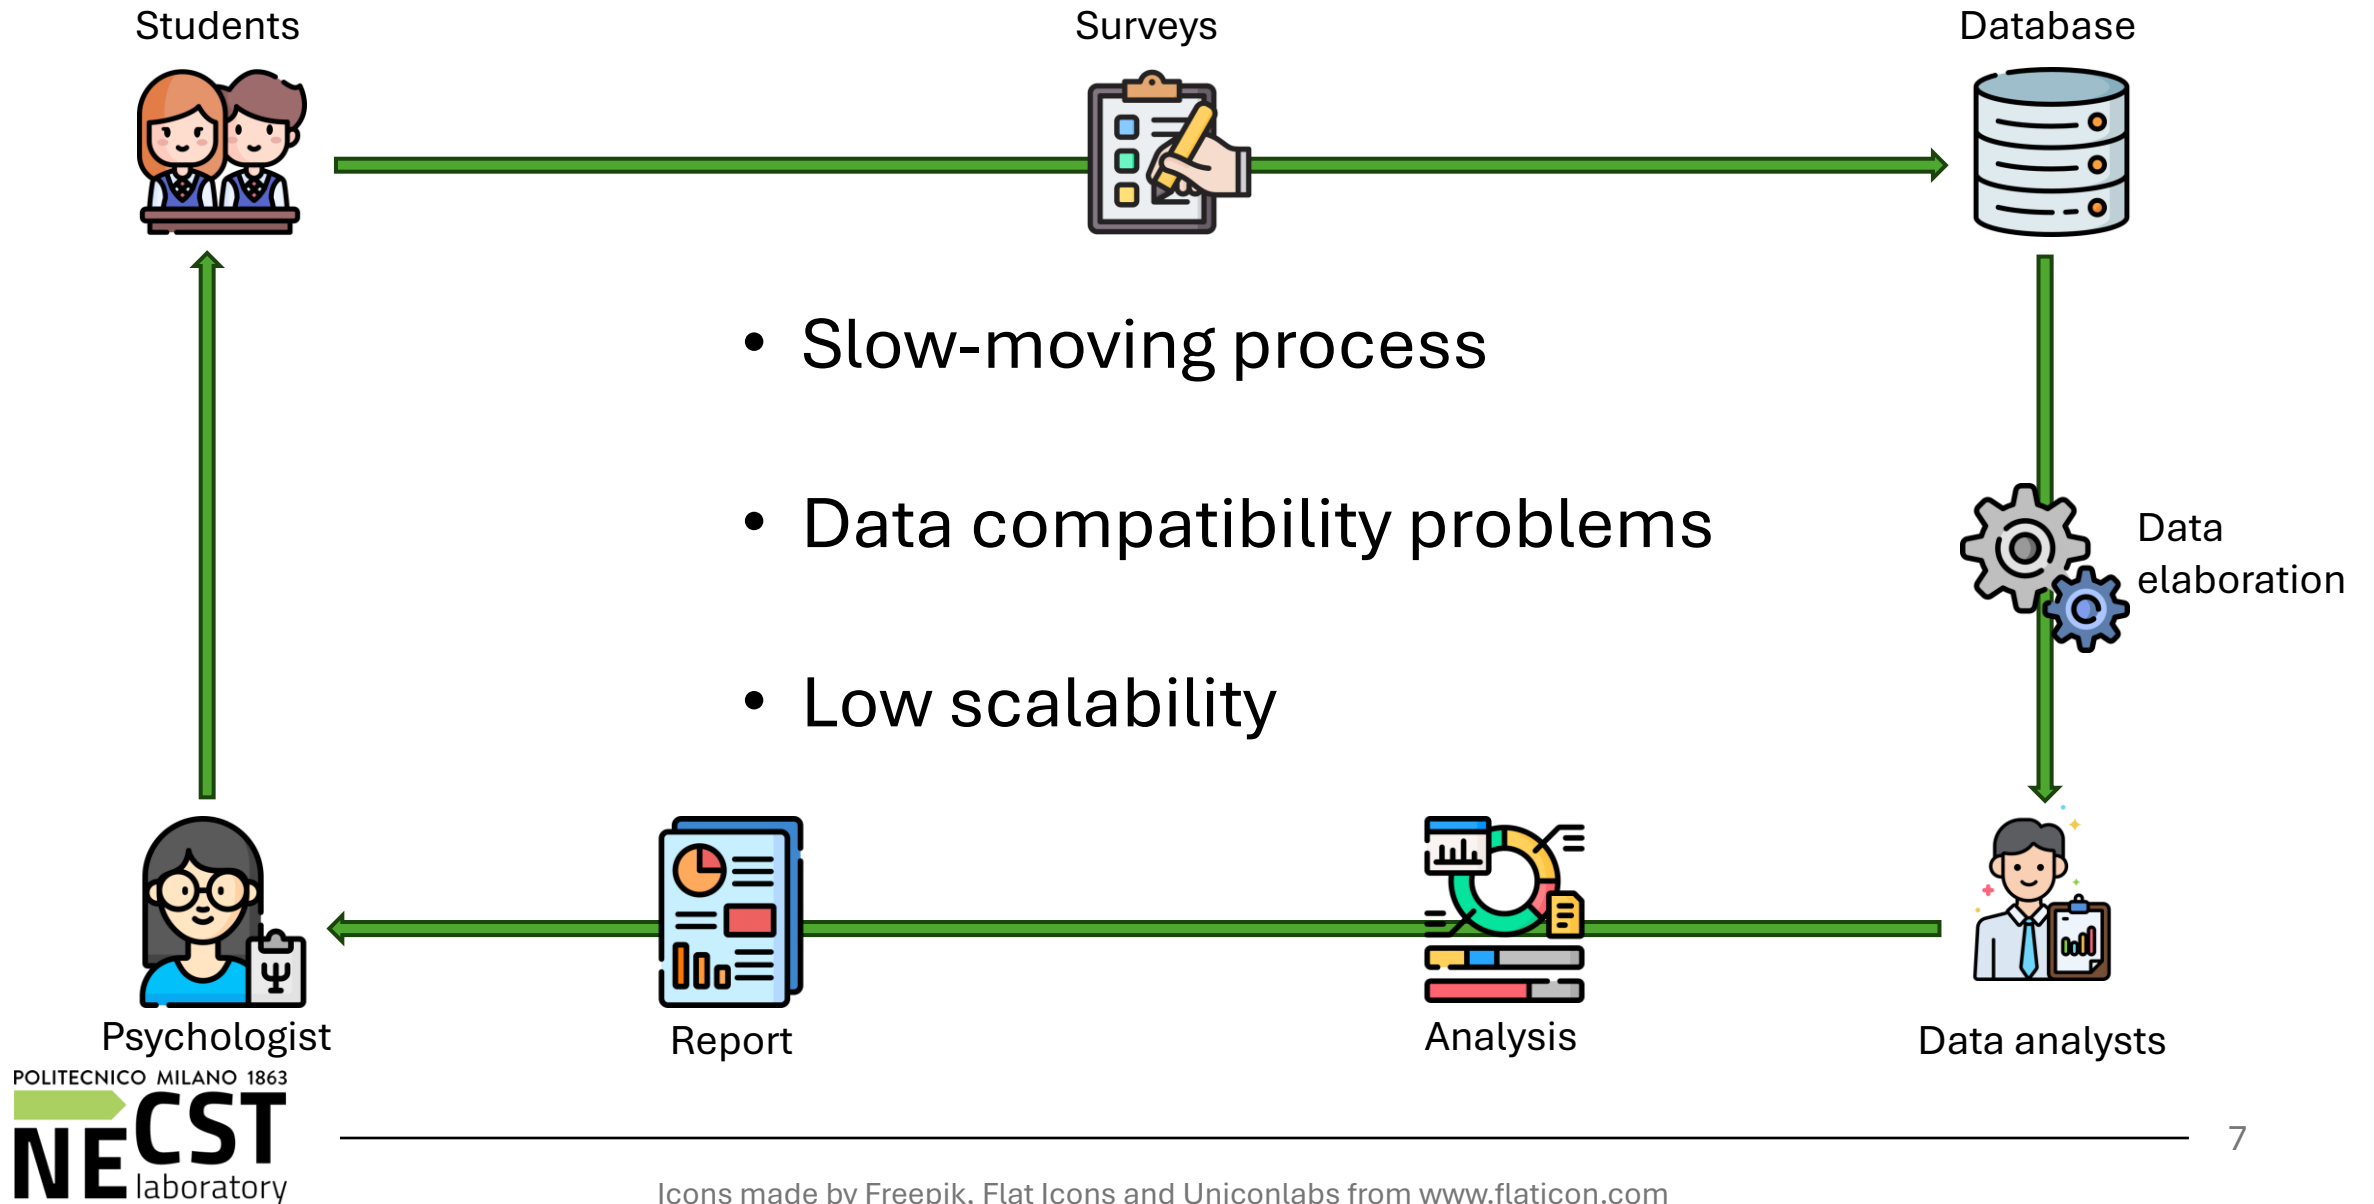 Students
Surveys
Database
• Slow-moving process
• Data compatibility problems
Data
elaboration
• Low scalability
Psychologist
Report
Analysis
Data analysts
POLITECNICO MILANO 1863
NECST
laboratory
7
Icons made by Freepik, Flat Icons and Uniconlabs from www.flaticon.com